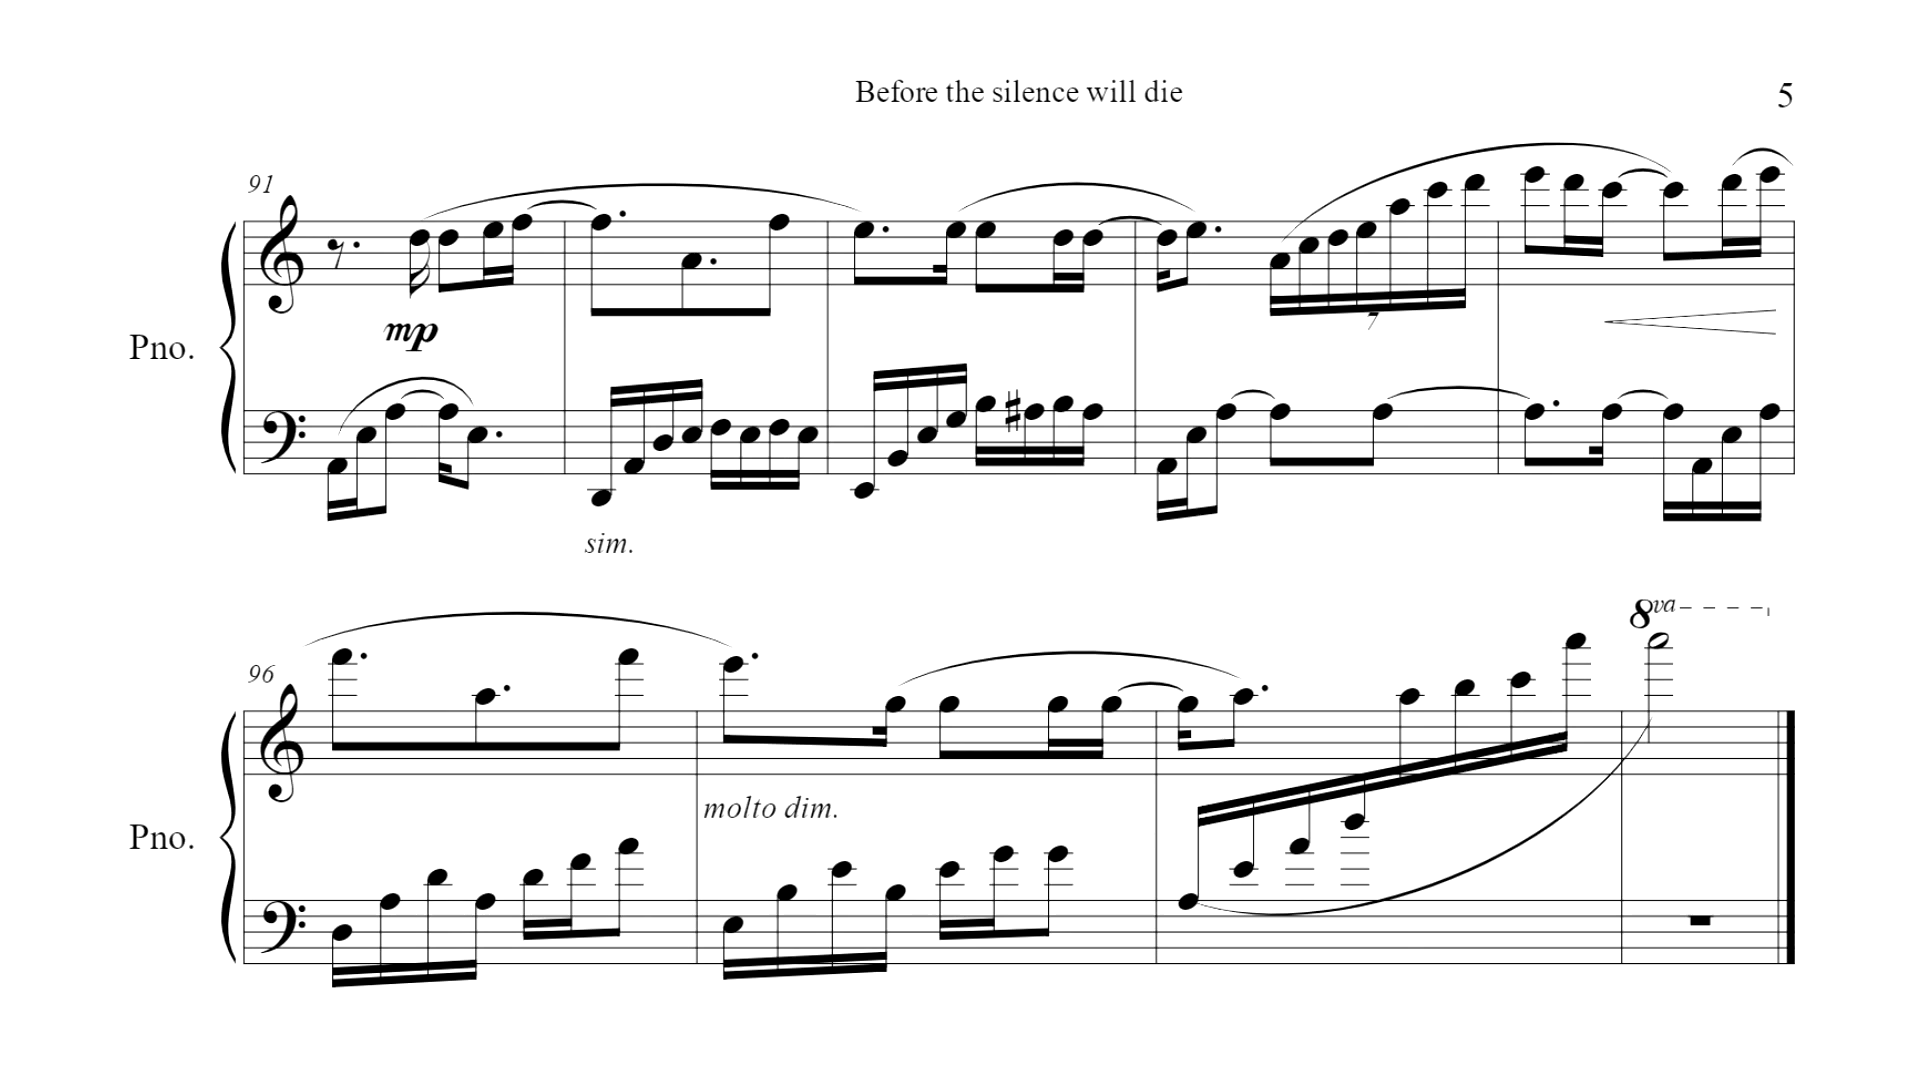 Before the silence will die
5
91
mp
Pno.
7
sim.
8va
96
molto dim.
Pno.